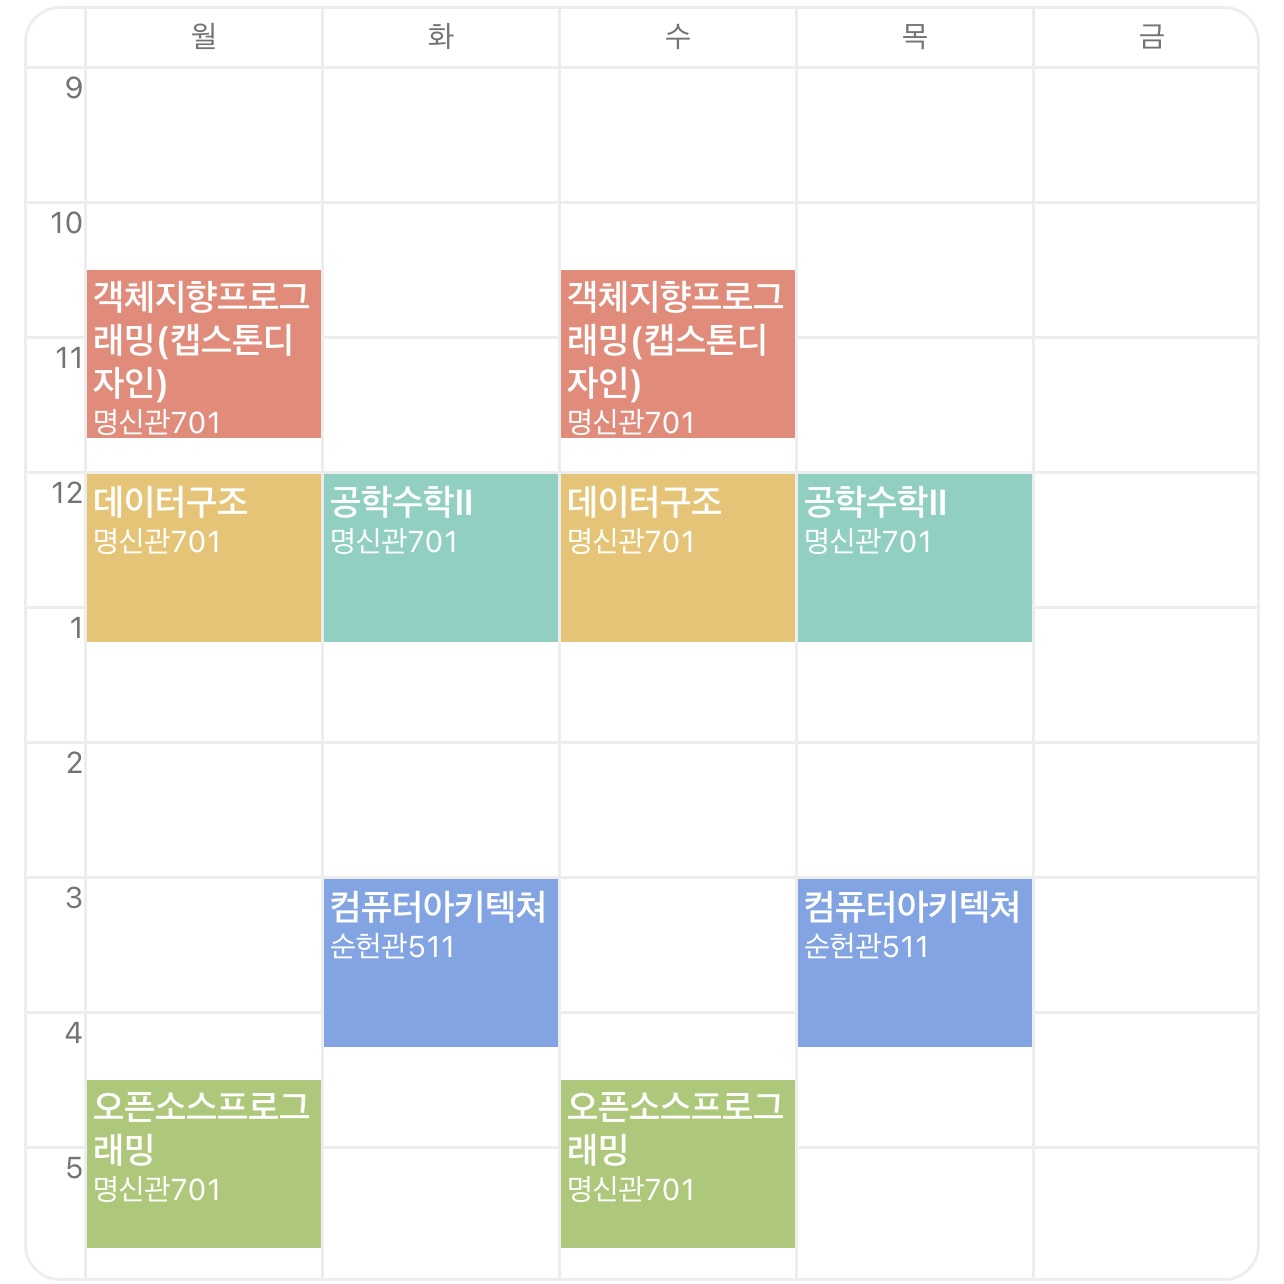 월 화 수 목 금
9
10
객체지향프로그 객체지향프로그
래밍(캡스톤디 래밍(캡스톤디
11
자인) 자인)
명신관701 명신관701
12
데이터구조 공학수학II 데이터구조 공학수학II
명신관701 명신관701 명신관701 명신관701
1
2
3
컴퓨터아키텍쳐 컴퓨터아키텍쳐
순헌관511 순헌관511
4
오픈소스프로그 오픈소스프로그
래밍 래밍
5
명신관701 명신관701